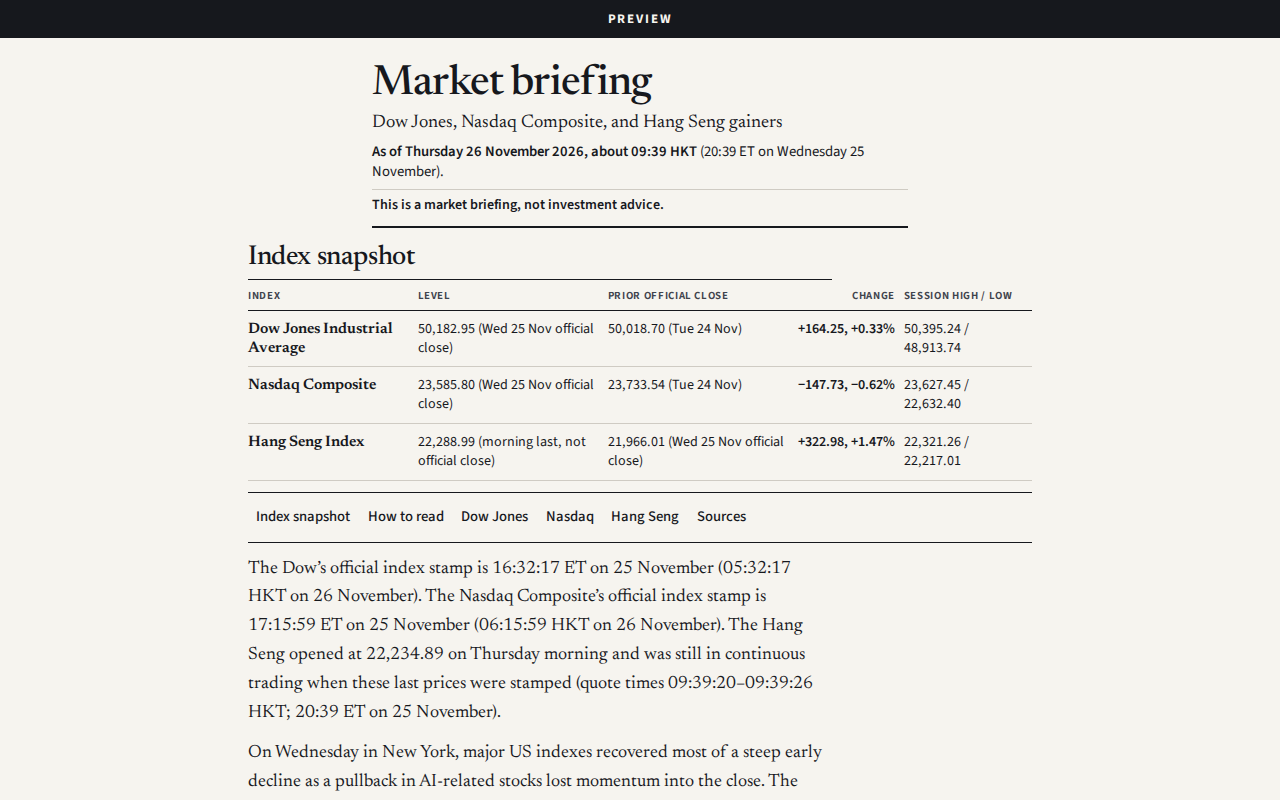 PREVIEW
Market briefing
Dow Jones, Nasdaq Composite, and Hang Seng gainers
As of Thursday 26 November 2026, about 09:39 HKT (20:39 ET on Wednesday 25
November).
This is a market briefing, not investment advice.
Index snapshot
INDEX LEVEL PRIOR OFFICIAL CLOSE CHANGE SESSION HIGH / LOW
Dow Jones Industrial Average 50,182.95 (Wed 25 Nov official close) 50,018.70 (Tue 24 Nov) +164.25, +0.33% 50,395.24 / 48,913.74
Nasdaq Composite 23,585.80 (Wed 25 Nov official close) 23,733.54 (Tue 24 Nov) −147.73, −0.62% 23,627.45 / 22,632.40
Hang Seng Index 22,288.99 (morning last, not official close) 21,966.01 (Wed 25 Nov official close) +322.98, +1.47% 22,321.26 / 22,217.01
Index snapshot How to read Dow Jones Nasdaq Hang Seng Sources
The Dow’s official index stamp is 16:32:17 ET on 25 November (05:32:17
HKT on 26 November). The Nasdaq Composite’s official index stamp is
17:15:59 ET on 25 November (06:15:59 HKT on 26 November). The Hang
Seng opened at 22,234.89 on Thursday morning and was still in continuous
trading when these last prices were stamped (quote times 09:39:20–09:39:26
HKT; 20:39 ET on 25 November).
On Wednesday in New York, major US indexes recovered most of a steep early
decline as a pullback in AI-related stocks lost momentum into the close. The